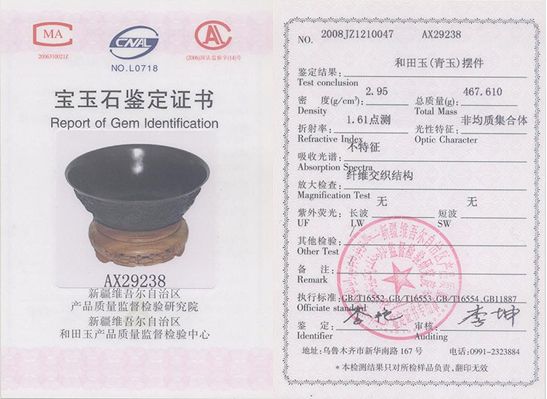 MA
2006310021Z
CNAL
NO.L0718
AL
宝玉石鉴定证书
Report of Gem Identification
AX29238
新疆维吾尔自治区
产品质量监督检验研究院
新疆维吾尔自治区
和田玉产品质量监督检验中心
NO. 2008JZ1210047 AX29238
鉴定结果: 和田玉(青玉)摆件
Test conclusion
密 度(g/cm³): 2.95 总质量(g): 467.610
Density Total Mass
折射率: 1.61点测 光性特征: 非均质集合体
Refractive Index Optic Character
吸收光谱: 不特征
Absorption Spectra
放大检查: 纤维交织结构
Magnification Test
紫外荧光: 长波 无 短波 无
UF LW SW
其他检验:
Other Test
备 注:
Remark
执行标准: GB/T16552 .GB/T16553 .GB/T16554 .GB11887
Officiate standard
鉴 定: 审核: 李坤
Identifier Auditing
地址:乌鲁木齐市新华南路 167 号 电话:0991-2323884
*本检测结果只对所检样品负责,翻印无效